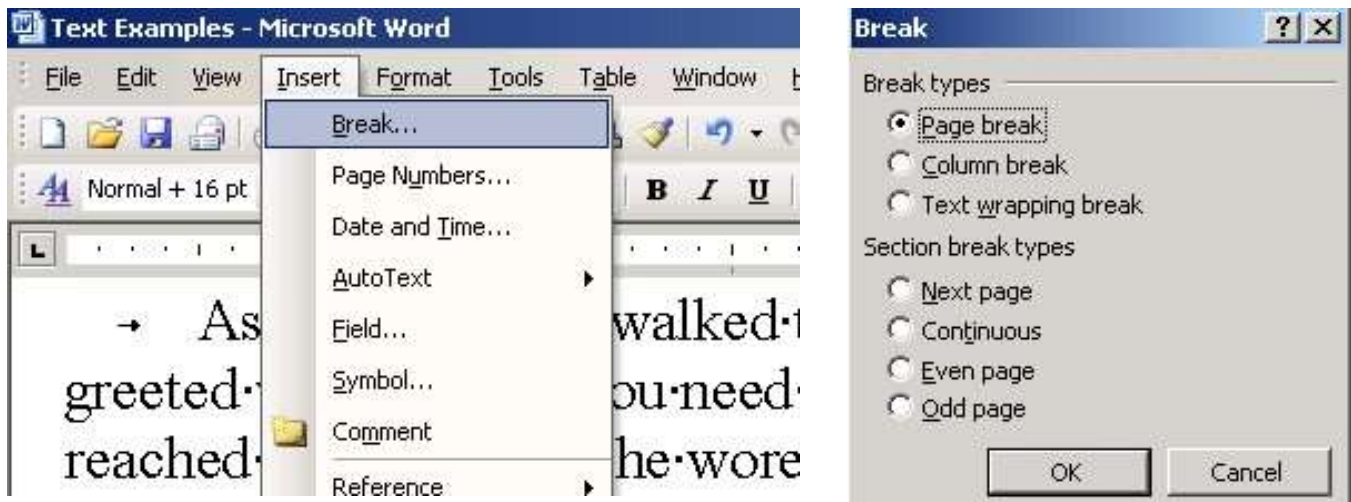 Text Examples - Microsoft Word
File Edit View Insert Format Tools Table Window
Break...
Page Numbers...
Normal + 16 pt B I U
Date and Time...
AutoText
As walked
Field...
greeted you need
Symbol...
Comment
reached he wore
Reference
Break
Break types
Page break
Column break
Text wrapping break
Section break types
Next page
Continuous
Even page
Odd page
OK Cancel